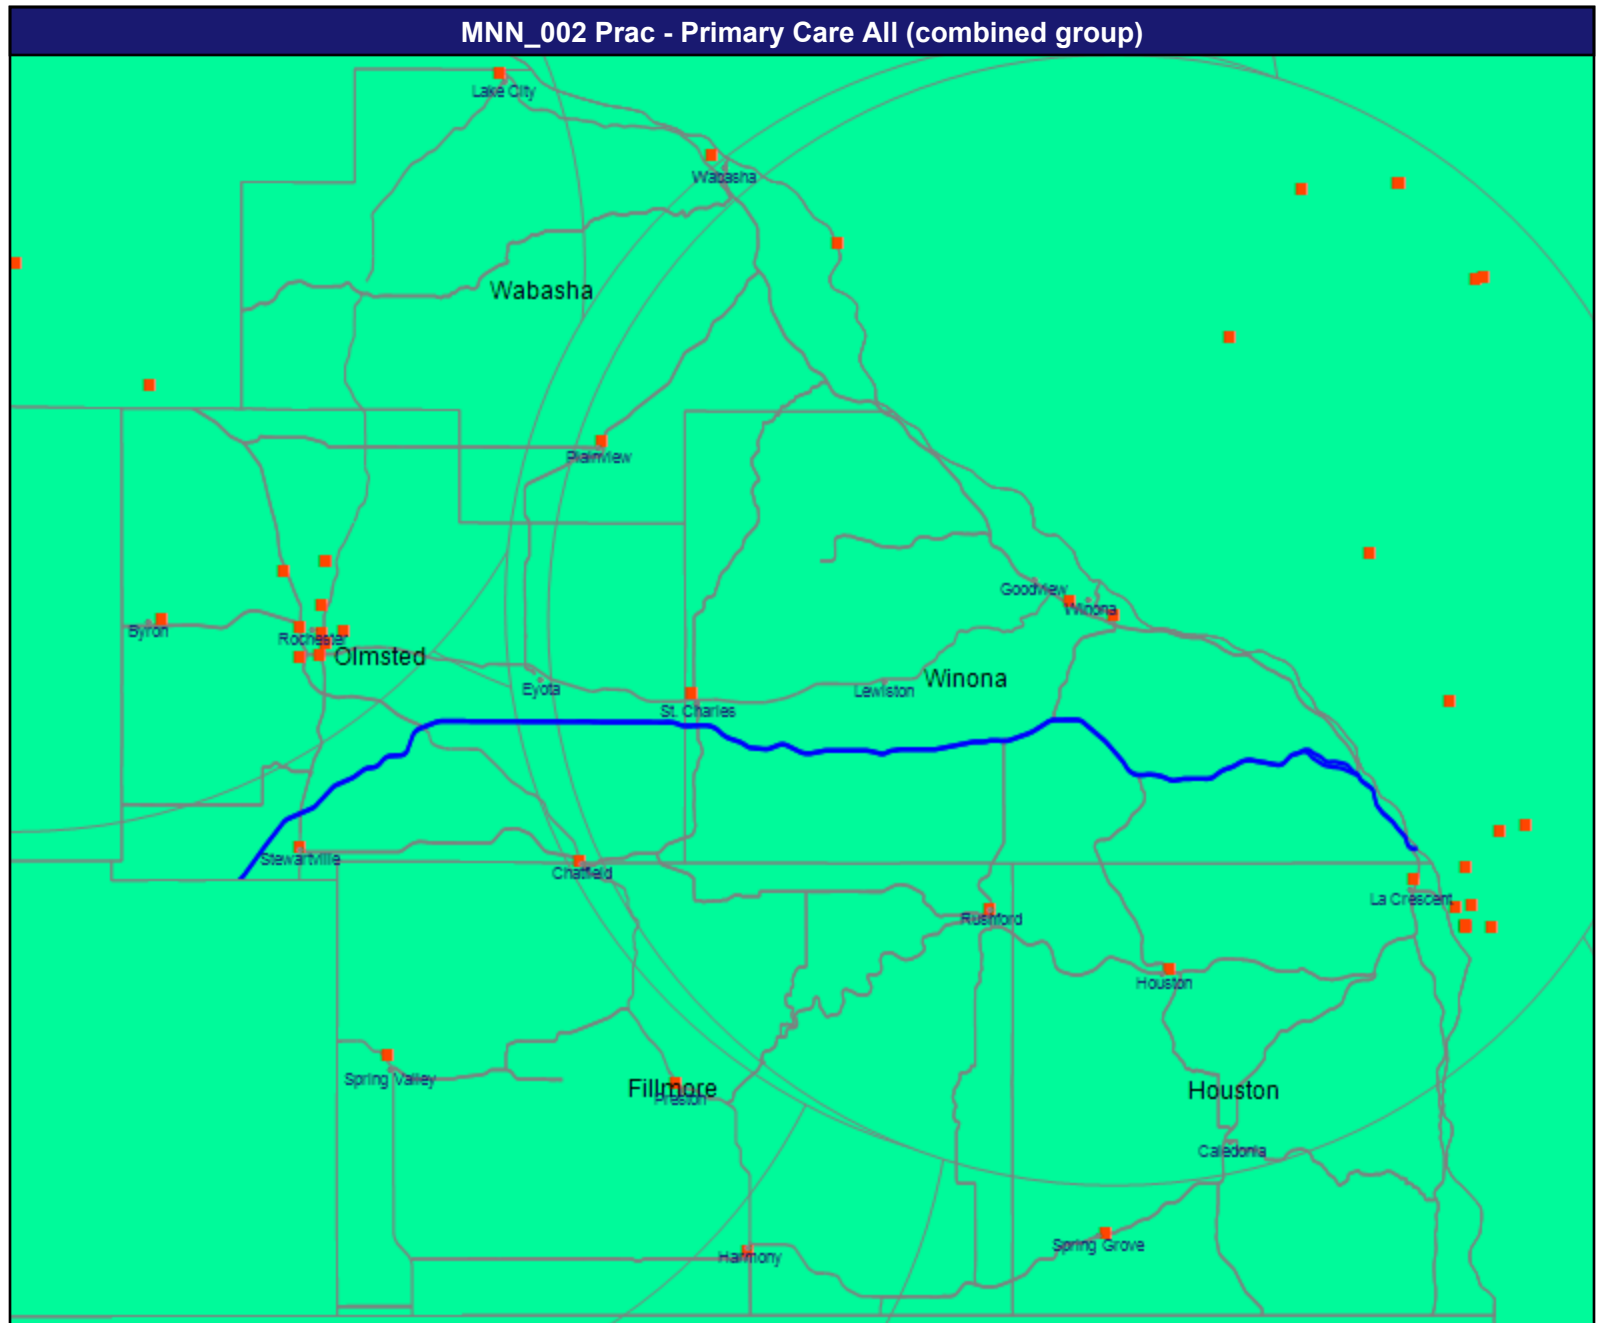 MNN_002 Prac - Primary Care All (combined group)
Lake City
Wabasha
Wabasha
Plainview
Goodview
Winona
Byron
Rochester
Olmsted
Winona
Eyota
Lewiston
St. Charles
Stewartville
Chatfield
La Crescent
Rushford
Houston
Spring Valley
Fillmore
Preston
Houston
Caledonia
Spring Grove
Harmony